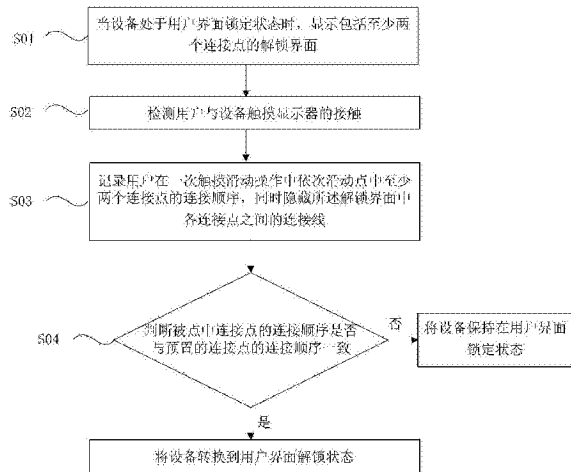 S01
当设备处于用户界面锁定状态时，显示包括至少两
个连接点的解锁界面
S02
检测用户与设备触摸显示器的接触
S03
记录用户在一次触摸滑动操作中依次滑动点中至少
两个连接点的连接顺序，同时隐藏所述解锁界面中
各连接点之间的连接线
S04
判断被点中连接点的连接顺序是否
与预置的连接点的连接顺序一致
否
将设备保持在用户界面
锁定状态
是
将设备转换到用户界面解锁状态